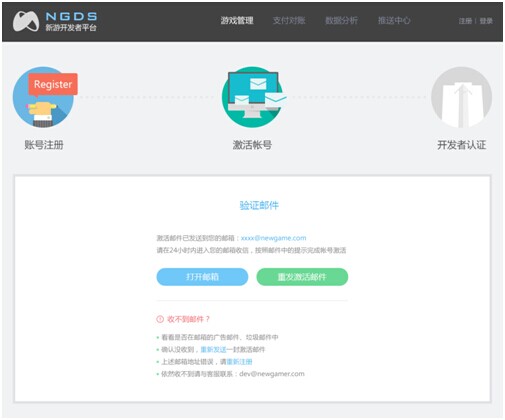 NGDS
新游开发者平台
游戏管理 支付对账 数据分析 推送中心 注册 | 登录
Register
账号注册 激活帐号 开发者认证
验证邮件
激活邮件已发送到您的邮箱：xxxx@newgame.com
请在24小时内进入您的邮箱收信，按照邮件中的提示完成帐号激活
打开邮箱 重发激活邮件
收不到邮件？
看看是否在邮箱的广告邮件、垃圾邮件中
确认没收到，重新发送一封激活邮件
上述邮箱地址错误，请重新注册
依然收不到请与客服联系：dev@newgamer.com